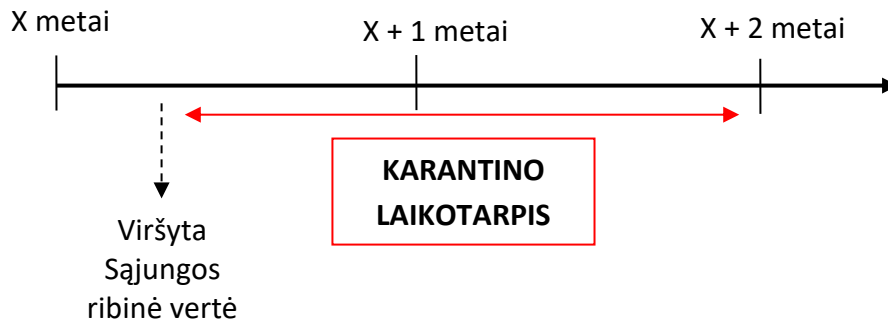 X metai
X + 1 metai
X + 2 metai
KARANTINO
LAIKOTARPIS
Viršyta
Sąjungos
ribinė vertė